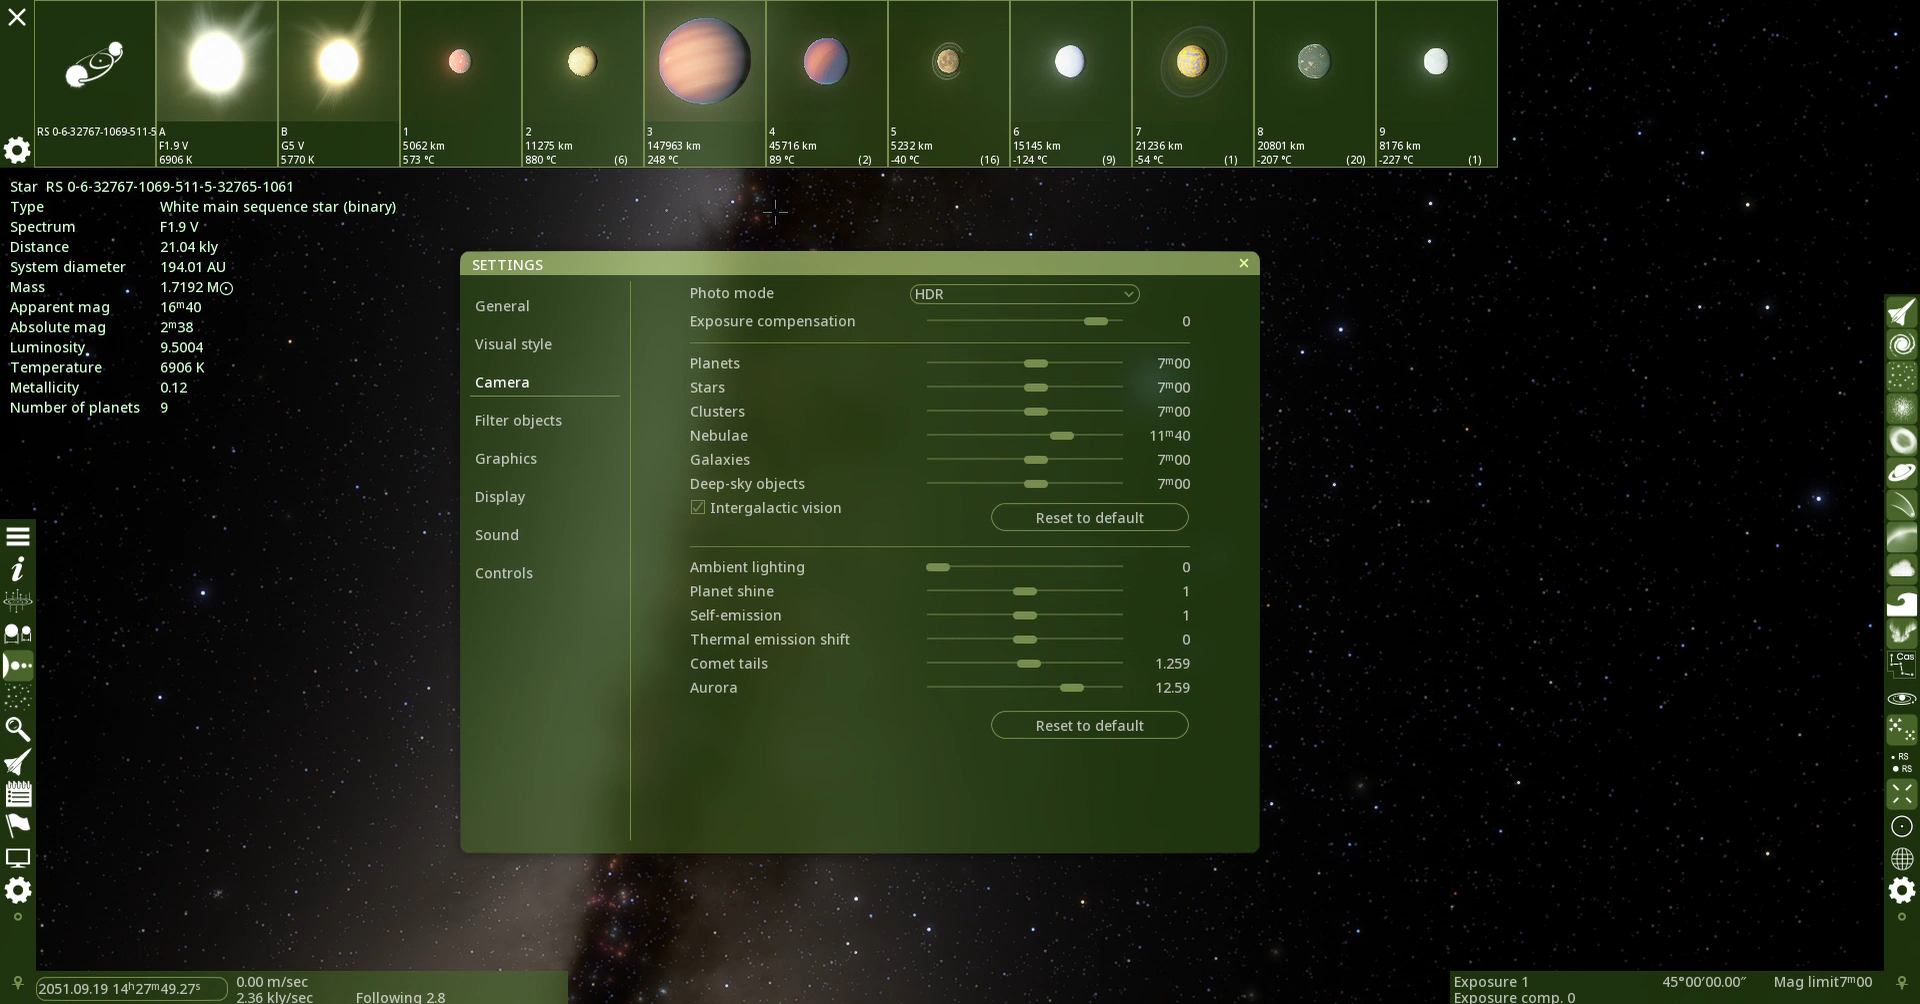 RS 0-6-32767-1069-511-5
A
F1.9 V
6906 K
B
G5 V
5770 K
1
5062 km
573 °C
2
11275 km
880 °C (6)
3
147963 km
248 °C
4
45716 km
89 °C (2)
5
5232 km
-40 °C (16)
6
15145 km
-124 °C (9)
7
21236 km
-54 °C (1)
8
20801 km
-207 °C (20)
9
8176 km
-227 °C (1)
Star RS 0-6-32767-1069-511-5-32765-1061
Type White main sequence star (binary)
Spectrum F1.9 V
Distance 21.04 kly
System diameter 194.01 AU
Mass 1.7192 M☉
Apparent mag 16ᵐ40
Absolute mag 2ᵐ38
Luminosity 9.5004
Temperature 6906 K
Metallicity 0.12
Number of planets 9
SETTINGS
General
Visual style
Camera
Filter objects
Graphics
Display
Sound
Controls
Photo mode HDR
Exposure compensation 0
Planets 7ᵐ00
Stars 7ᵐ00
Clusters 7ᵐ00
Nebulae 11ᵐ40
Galaxies 7ᵐ00
Deep-sky objects 7ᵐ00
Intergalactic vision
Reset to default
Ambient lighting 0
Planet shine 1
Self-emission 1
Thermal emission shift 0
Comet tails 1.259
Aurora 12.59
Reset to default
Cas
RS
RS
2051.09.19 14ʰ27ᵐ49.27ˢ
0.00 m/sec
2.36 kly/sec Following 2.8
Exposure 1 45°00′00.00″ Mag limit7ᵐ00
Exposure comp. 0